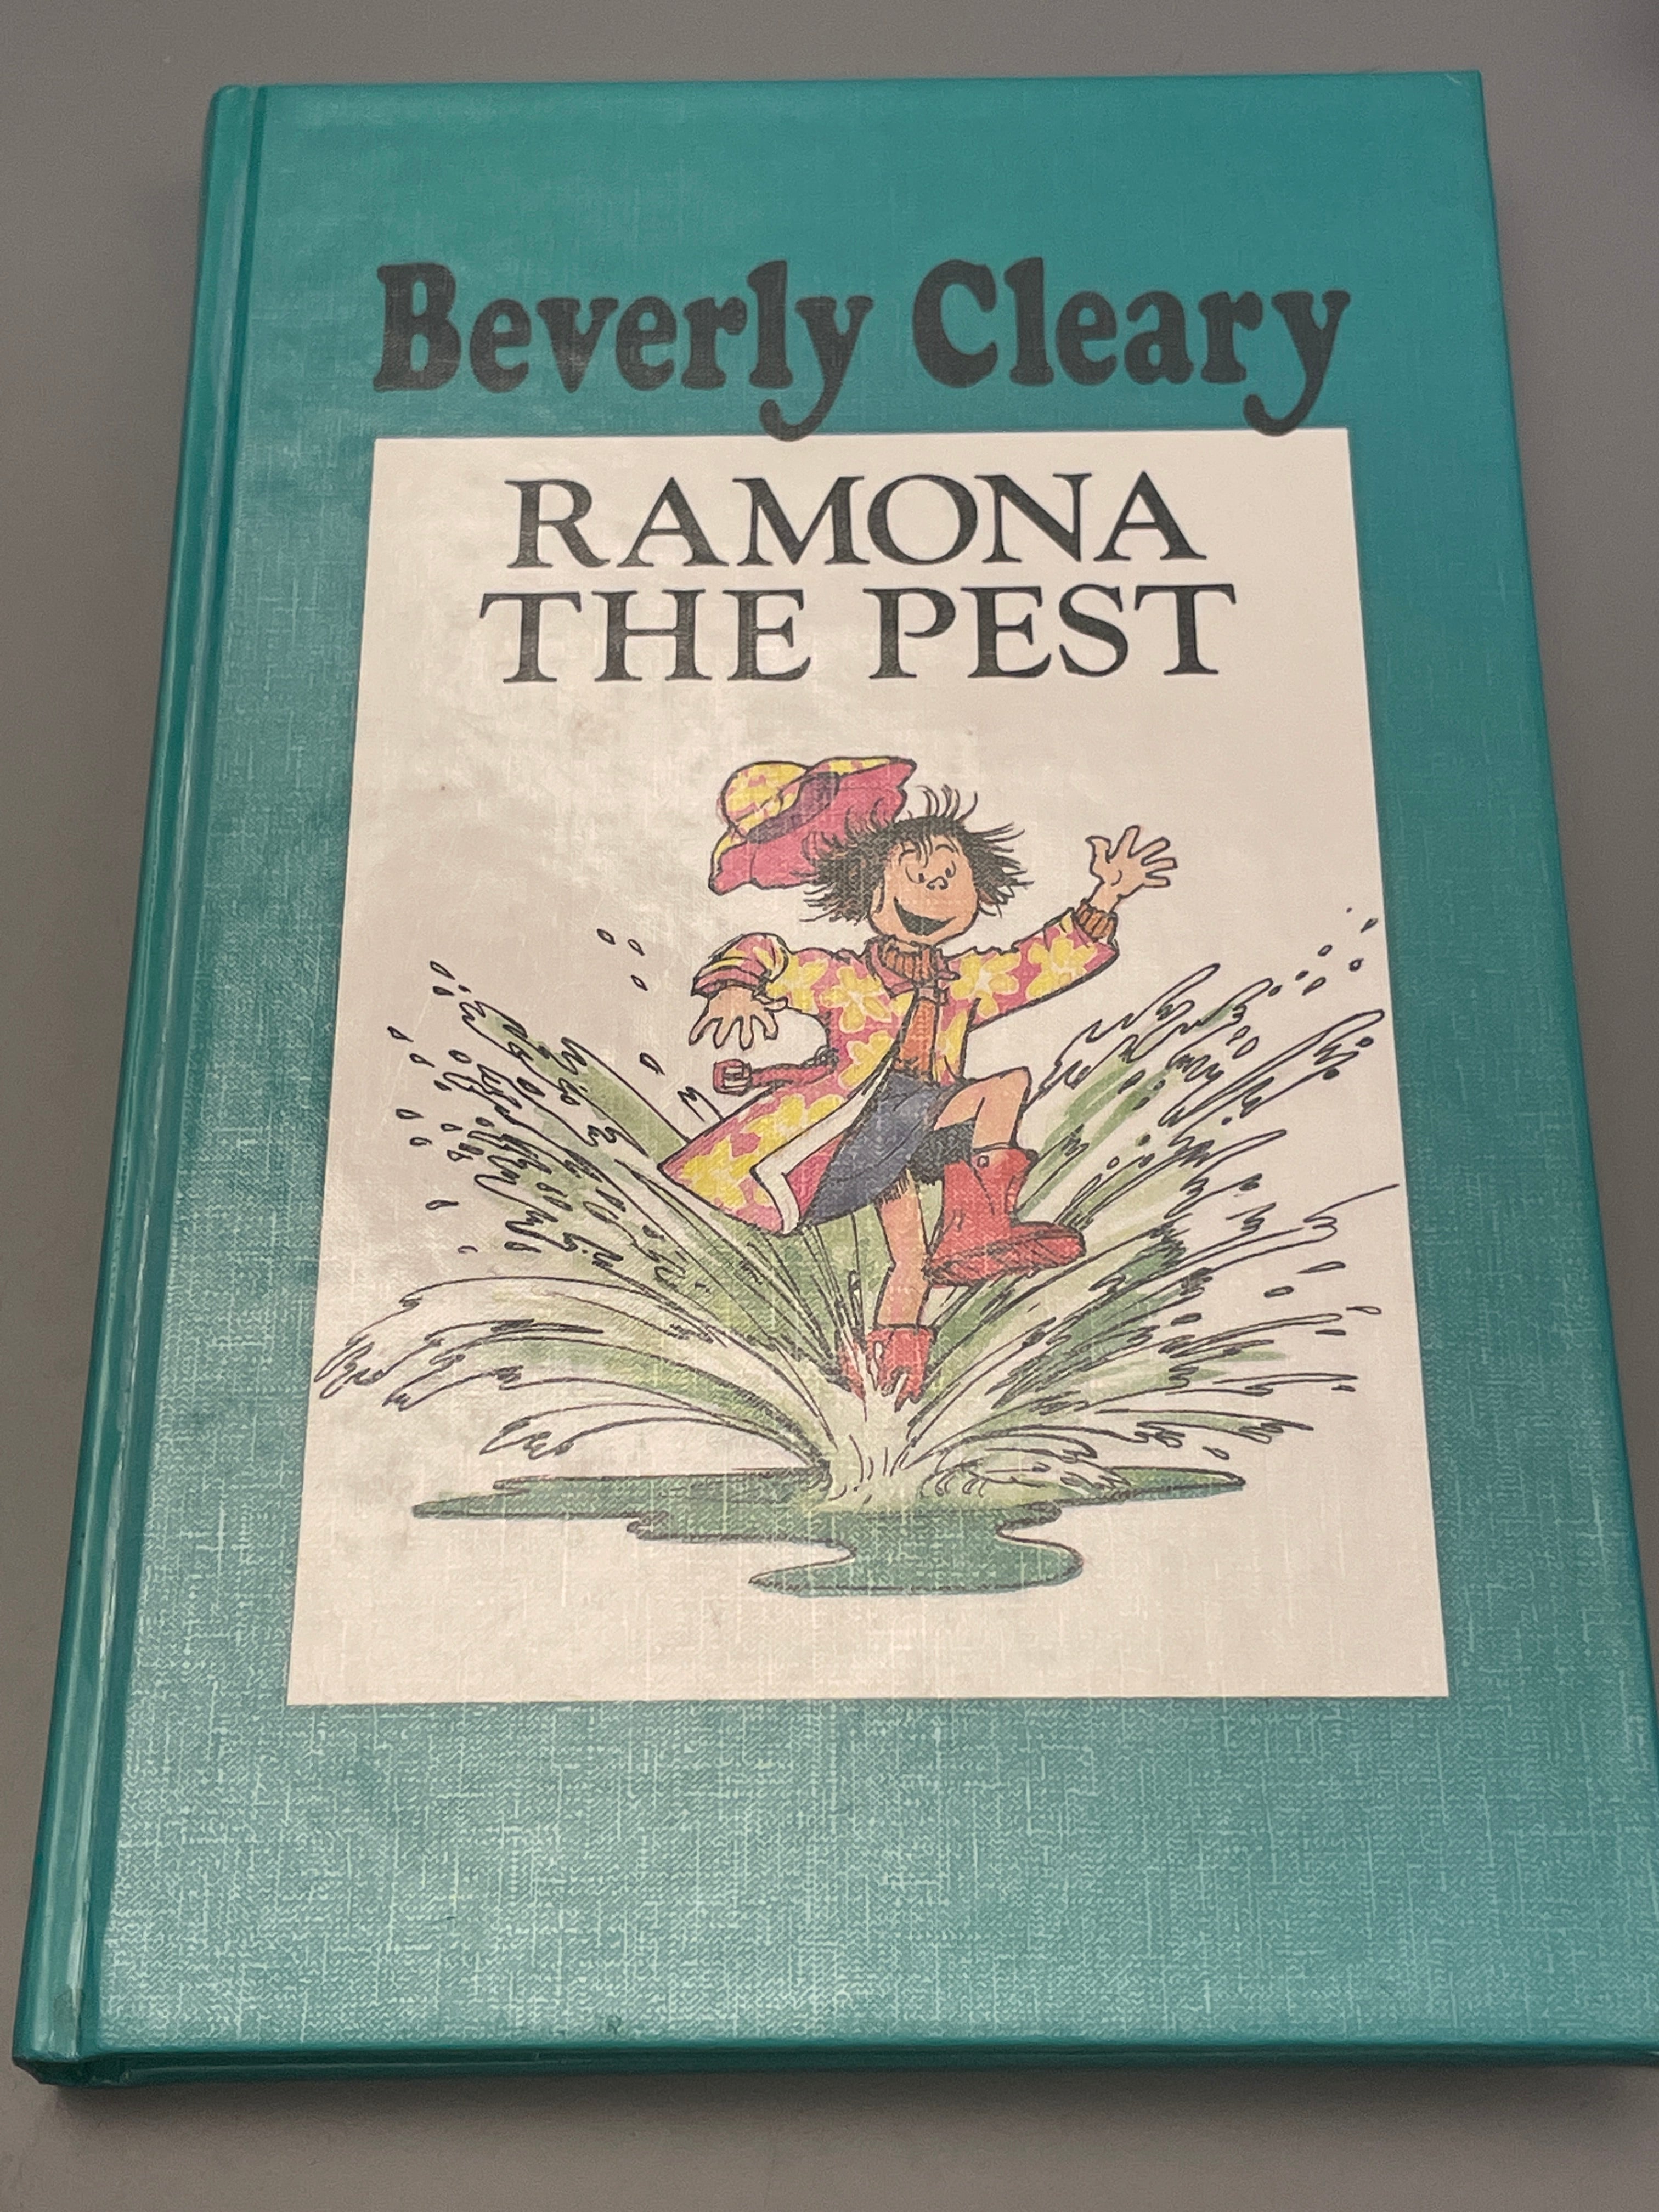 Beverly Cleary
RAMONA
THE PEST